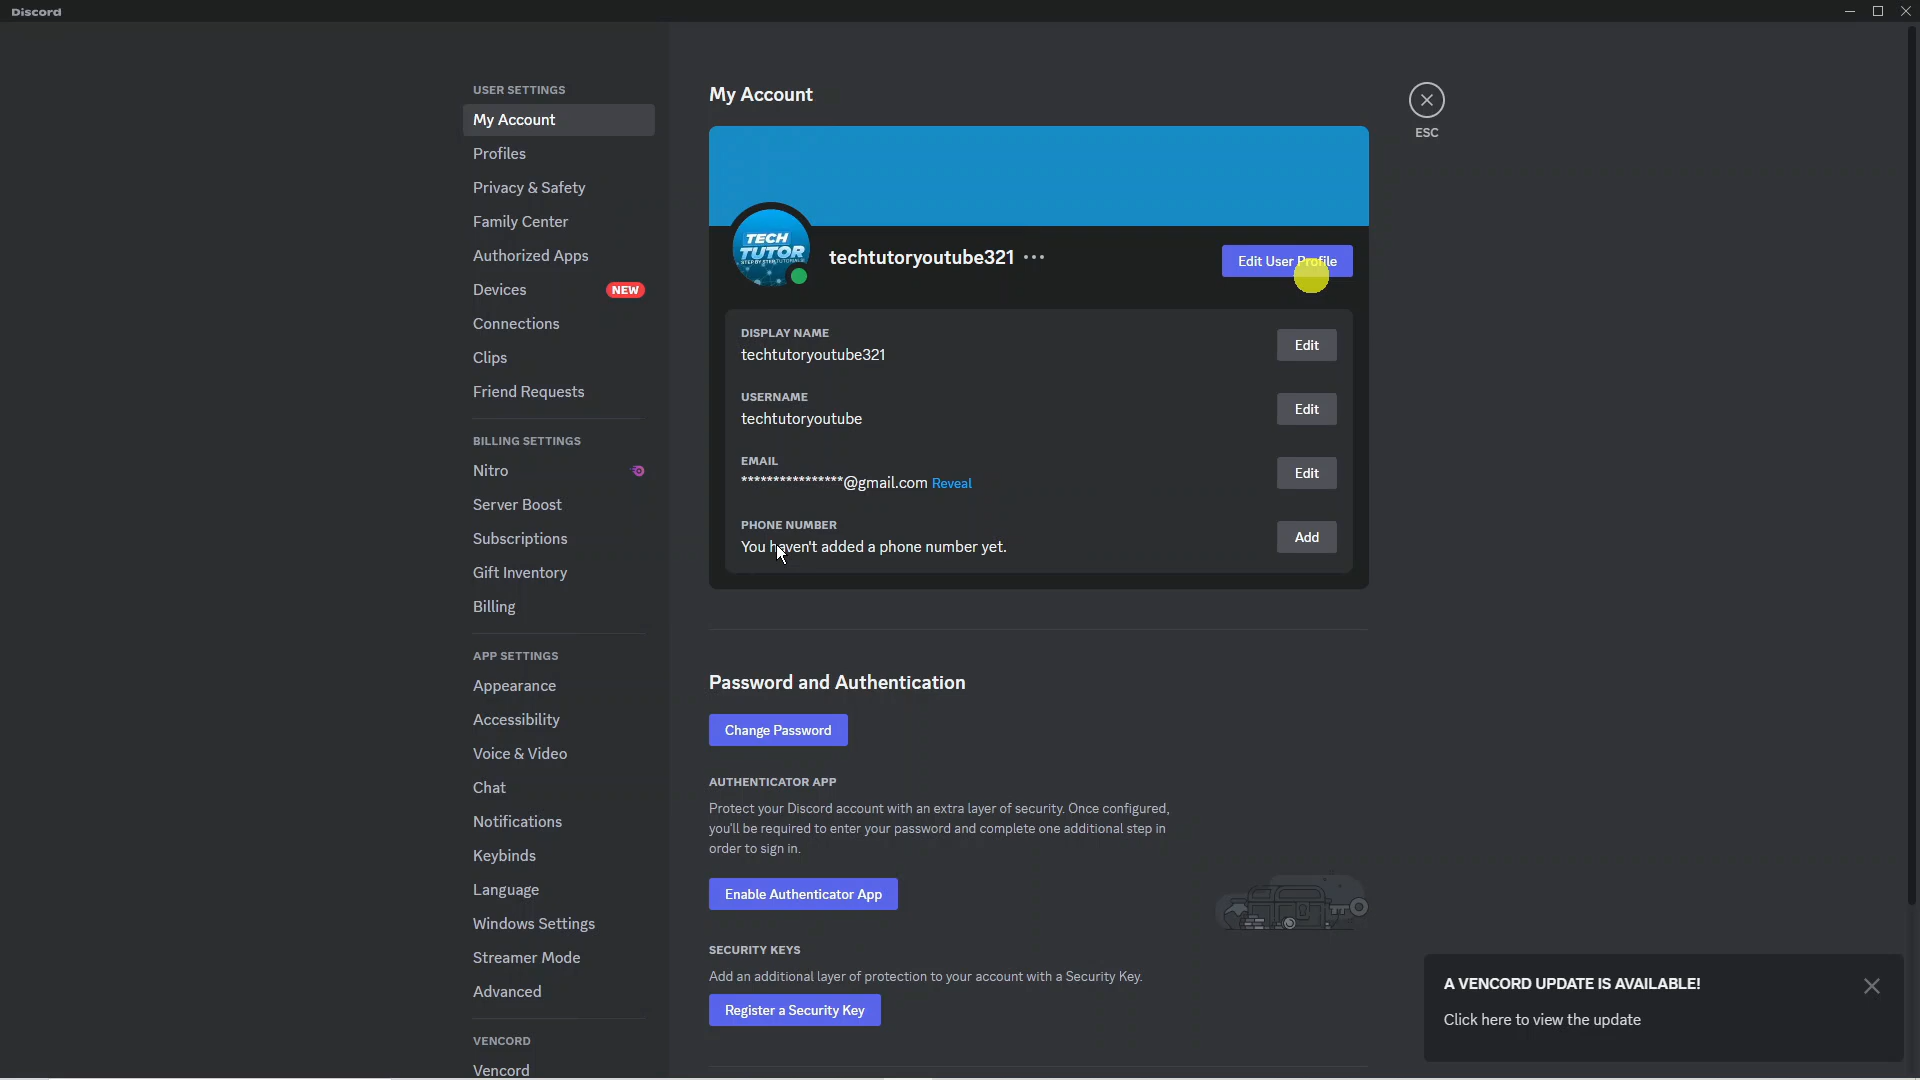 Discord
USER SETTINGS
My Account
Profiles
Privacy & Safety
Family Center
Authorized Apps
Devices NEW
Connections
Clips
Friend Requests
BILLING SETTINGS
Nitro
Server Boost
Subscriptions
Gift Inventory
Billing
APP SETTINGS
Appearance
Accessibility
Voice & Video
Chat
Notifications
Keybinds
Language
Windows Settings
Streamer Mode
Advanced
VENCORD
Vencord
My Account
ESC
TECH
TUTOR
techtutoryoutube321
Edit User Profile
DISPLAY NAME
techtutoryoutube321
Edit
USERNAME
techtutoryoutube
Edit
EMAIL
****************@gmail.com Reveal
Edit
PHONE NUMBER
You haven't added a phone number yet.
Add
Password and Authentication
Change Password
AUTHENTICATOR APP
Protect your Discord account with an extra layer of security. Once configured,
you'll be required to enter your password and complete one additional step in
order to sign in.
Enable Authenticator App
SECURITY KEYS
Add an additional layer of protection to your account with a Security Key.
Register a Security Key
A VENCORD UPDATE IS AVAILABLE!
Click here to view the update